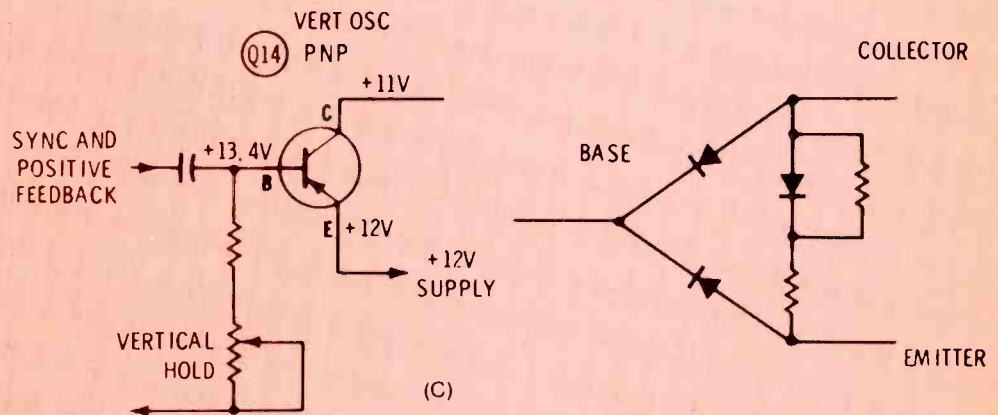 VERT OSC
Q14 PNP
+11V
C
SYNC AND
POSITIVE
FEEDBACK
+13.4V
B
E
+12V
+12V
SUPPLY
VERTICAL
HOLD
(C)
COLLECTOR
BASE
EMITTER